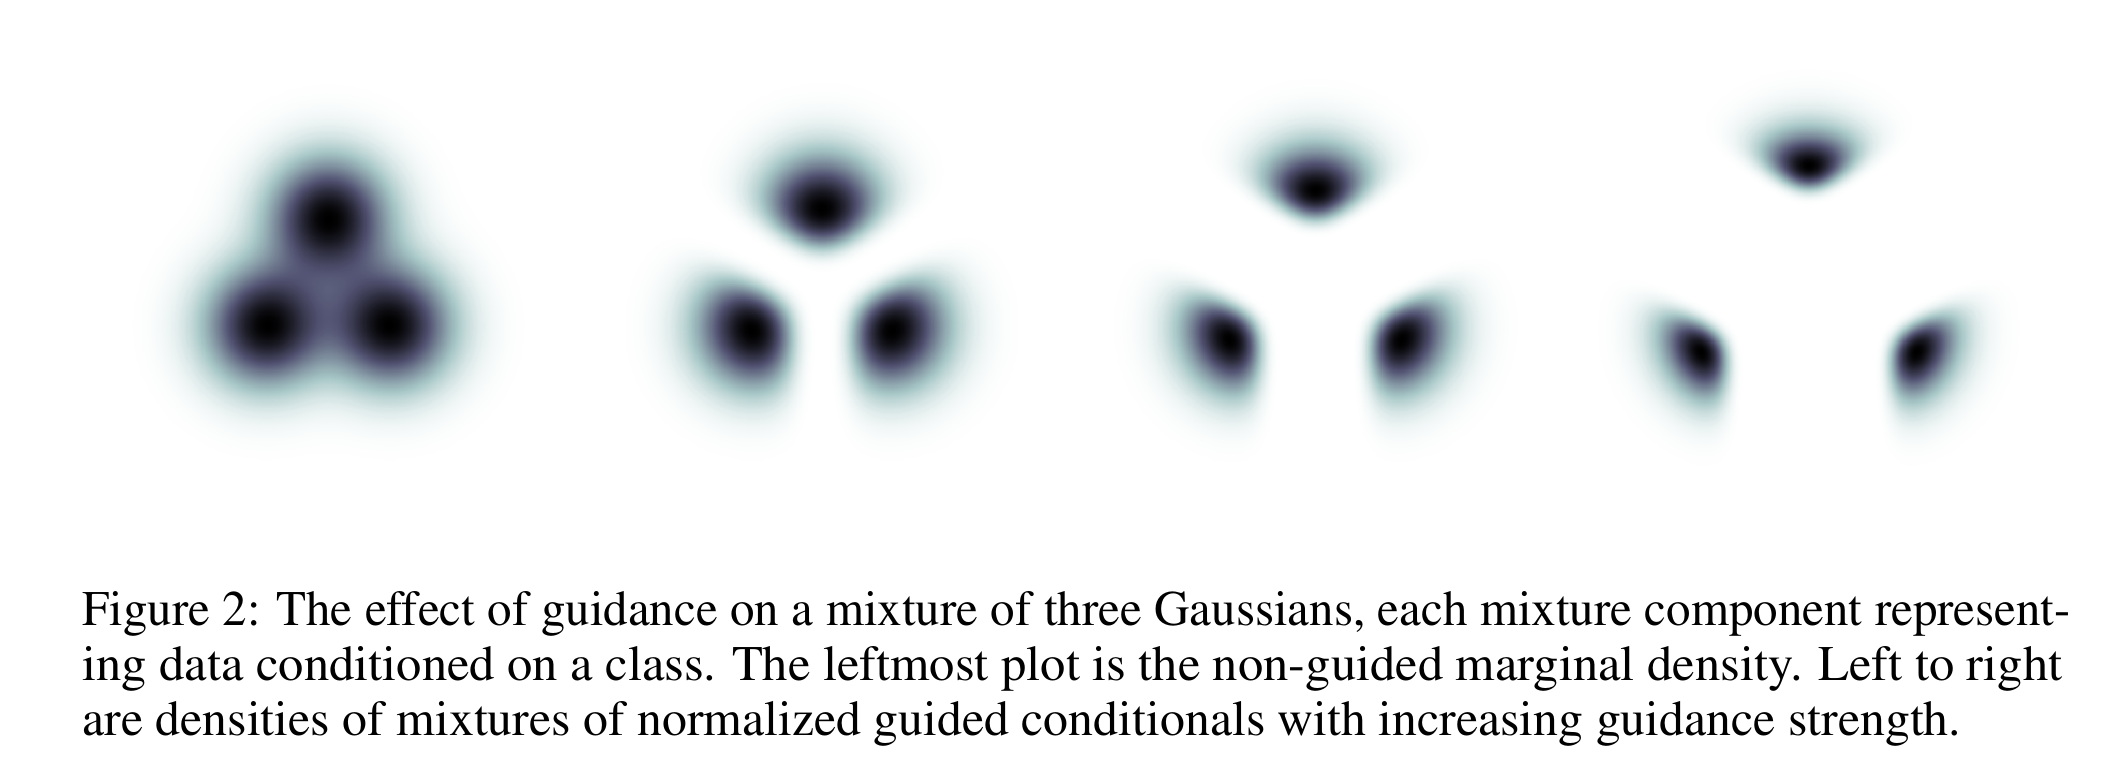 Figure 2: The effect of guidance on a mixture of three Gaussians, each mixture component represent-
ing data conditioned on a class. The leftmost plot is the non-guided marginal density. Left to right
are densities of mixtures of normalized guided conditionals with increasing guidance strength.